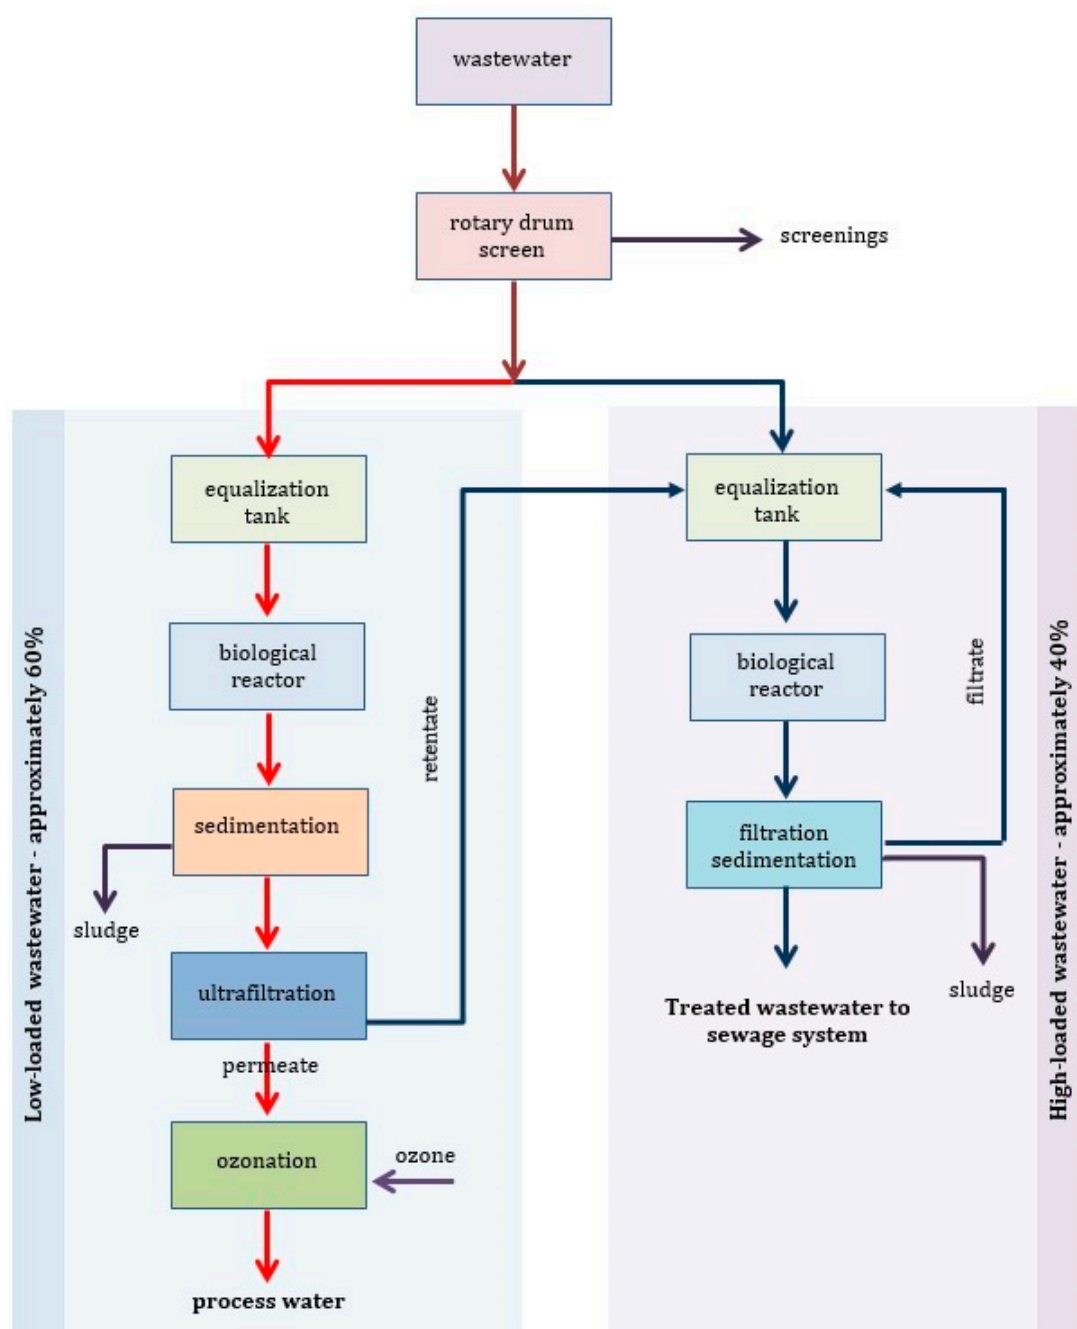 wastewater
rotary drum
screen
screenings
Low-loaded wastewater - approximately 60%
equalization
tank
biological
reactor
sedimentation
sludge
ultrafiltration
retentate
permeate
ozonation
ozone
process water
equalization
tank
biological
reactor
filtrate
filtration
sedimentation
sludge
Treated wastewater to
sewage system
High-loaded wastewater - approximately 40%